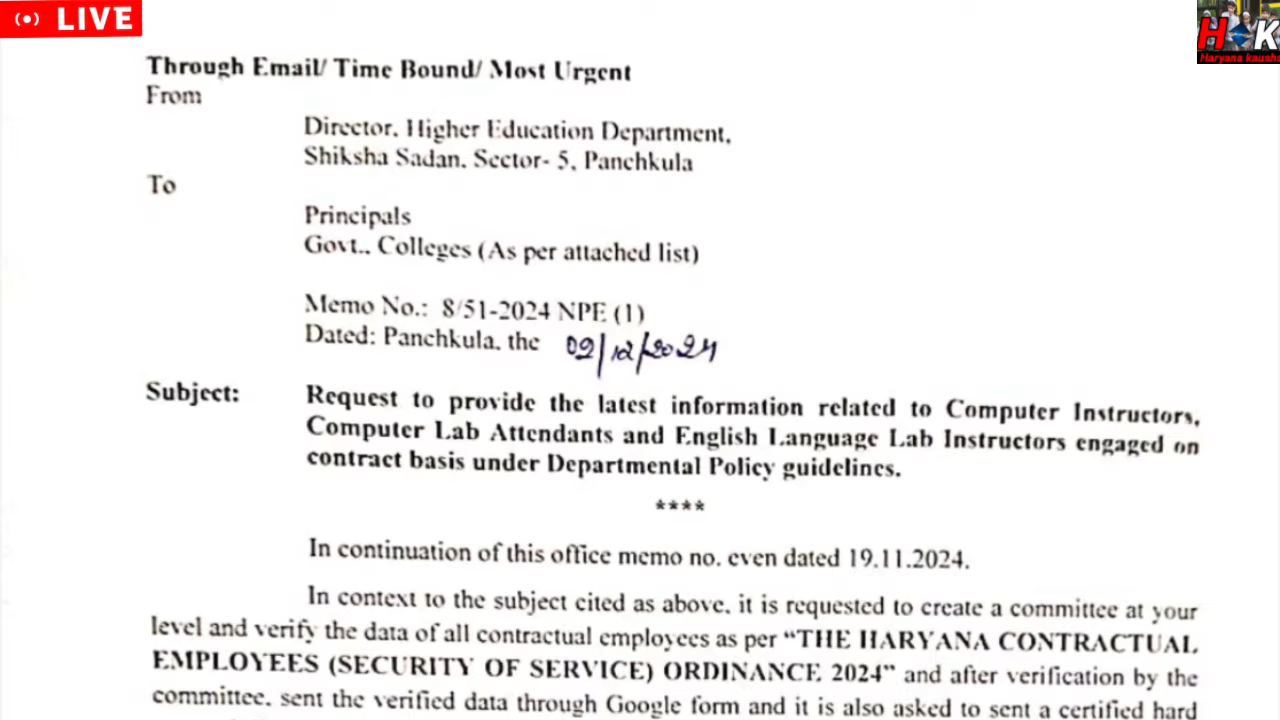 LIVE
H K
Haryana kausha
Through Email/ Time Bound/ Most Urgent
From
Director, Higher Education Department,
Shiksha Sadan, Sector- 5, Panchkula
To
Principals
Govt.. Colleges (As per attached list)
Memo No.: 8/51-2024 NPE (1)
Dated: Panchkula, the 09/12/2024
Subject: Request to provide the latest information related to Computer Instructors,
Computer Lab Attendants and English Language Lab Instructors engaged on
contract basis under Departmental Policy guidelines.
****
In continuation of this office memo no. even dated 19.11.2024.
In context to the subject cited as above, it is requested to create a committee at your
level and verify the data of all contractual employees as per “THE HARYANA CONTRACTUAL
EMPLOYEES (SECURITY OF SERVICE) ORDINANCE 2024” and after verification by the
committee, sent the verified data through Google form and it is also asked to sent a certified hard